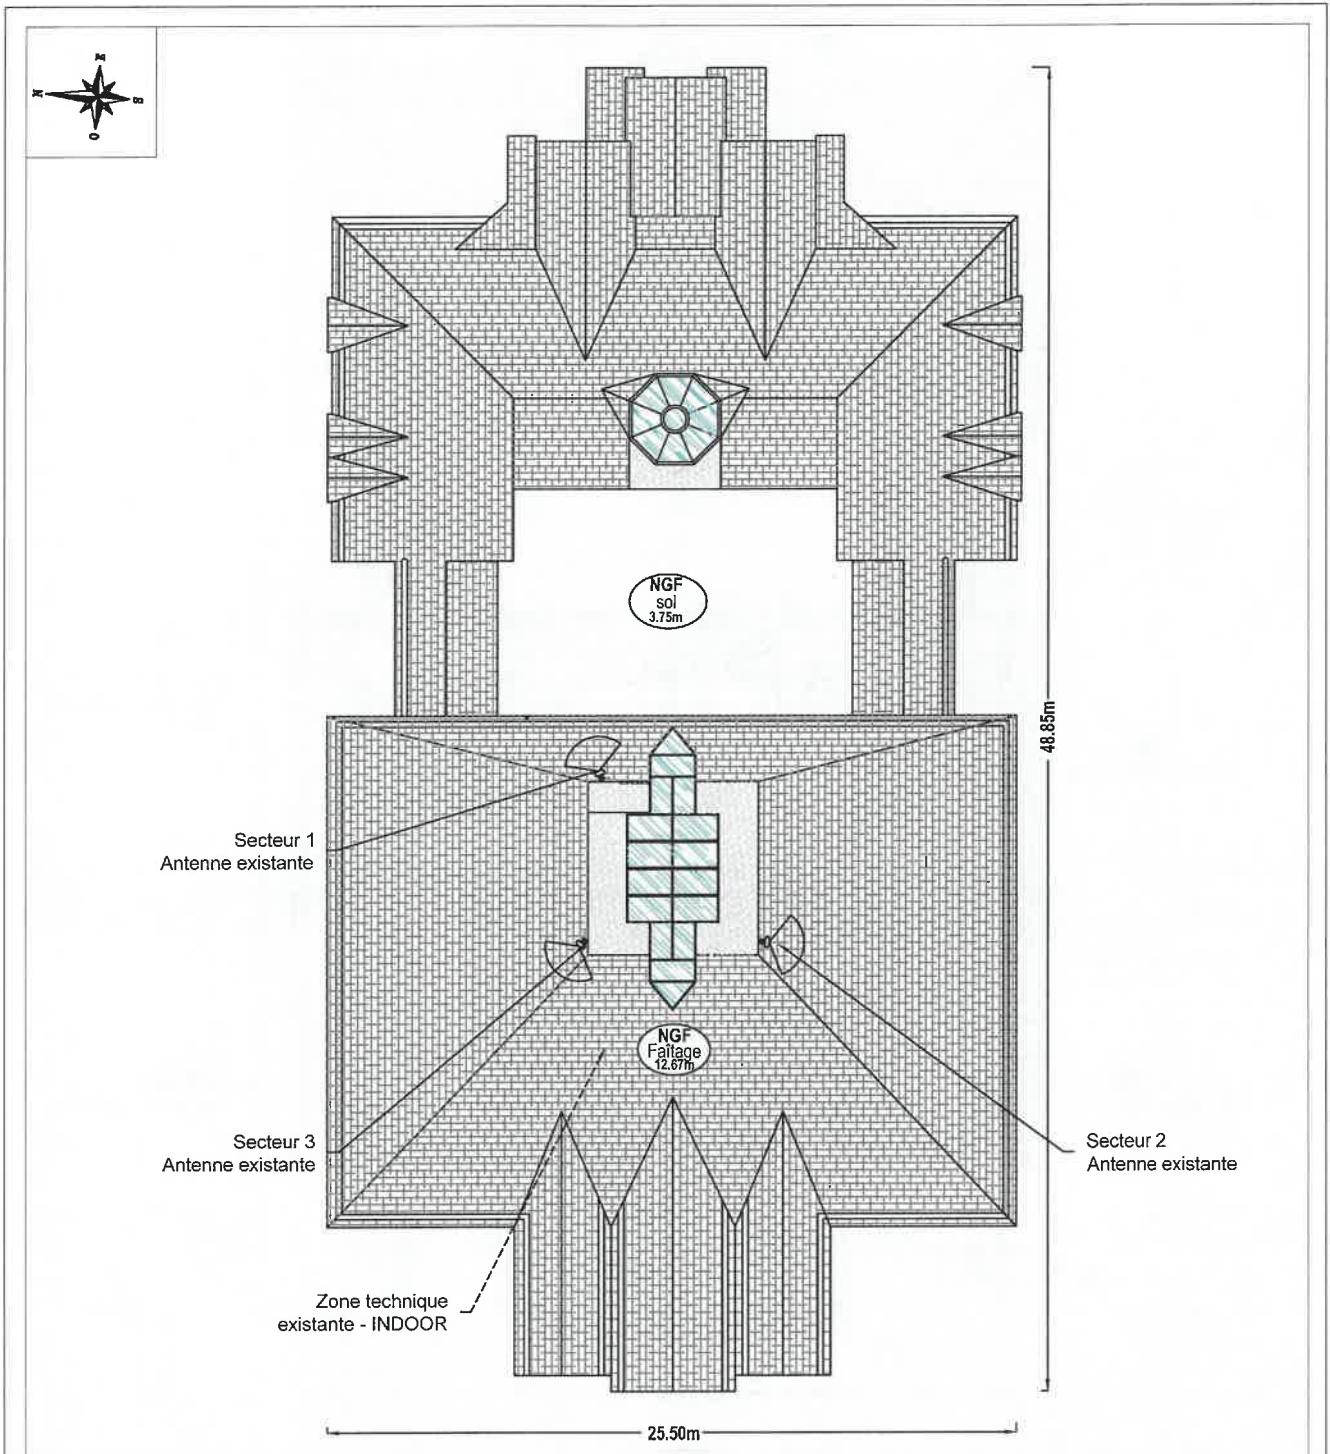 E
N
S
O
NGF
sol
3.75m
48.85m
Secteur 1
Antenne existante
NGF
Faîtage
12.67m
Secteur 3
Antenne existante
Secteur 2
Antenne existante
Zone technique
existante - INDOOR
25.50m